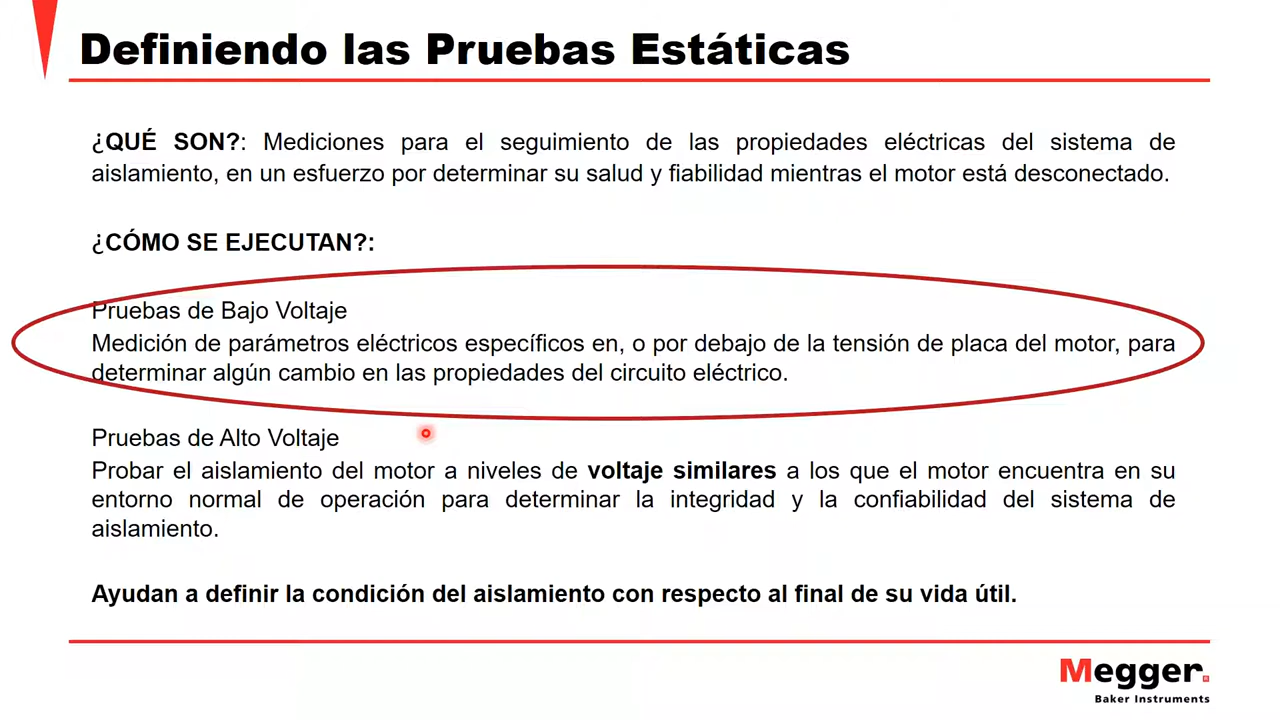 Definiendo las Pruebas Estáticas
¿QUÉ SON?: Mediciones para el seguimiento de las propiedades eléctricas del sistema de
aislamiento, en un esfuerzo por determinar su salud y fiabilidad mientras el motor está desconectado.
¿CÓMO SE EJECUTAN?:
Pruebas de Bajo Voltaje
Medición de parámetros eléctricos específicos en, o por debajo de la tensión de placa del motor, para
determinar algún cambio en las propiedades del circuito eléctrico.
Pruebas de Alto Voltaje
Probar el aislamiento del motor a niveles de voltaje similares a los que el motor encuentra en su
entorno normal de operación para determinar la integridad y la confiabilidad del sistema de
aislamiento.
Ayudan a definir la condición del aislamiento con respecto al final de su vida útil.
Megger.
Baker Instruments